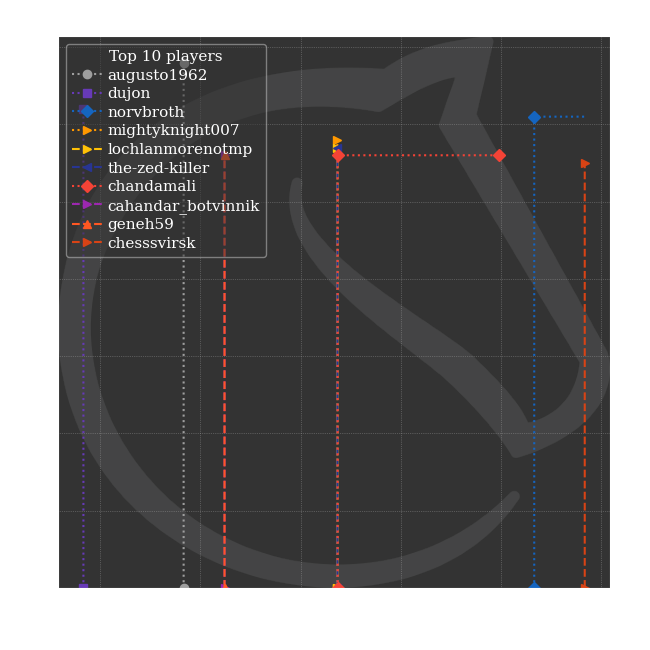 Top 10 players
augusto1962
dujon
norvbroth
mightyknight007
lochlanmorenotmp
the-zed-killer
chandamali
cahandar_botvinnik
geneh59
chesssvirsk